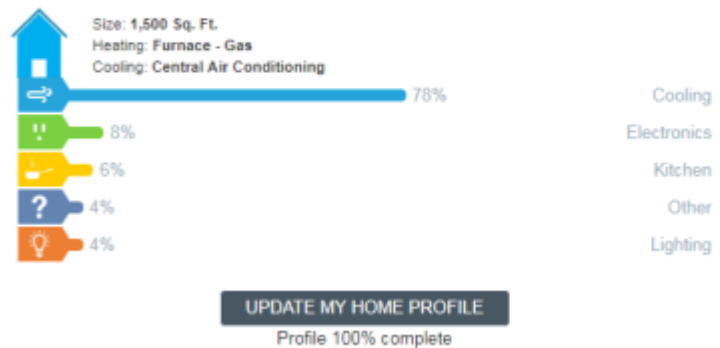 Size: 1,500 Sq. Ft.
Heating: Furnace - Gas
Cooling: Central Air Conditioning
78% Cooling
8% Electronics
6% Kitchen
? 4% Other
4% Lighting
UPDATE MY HOME PROFILE
Profile 100% complete